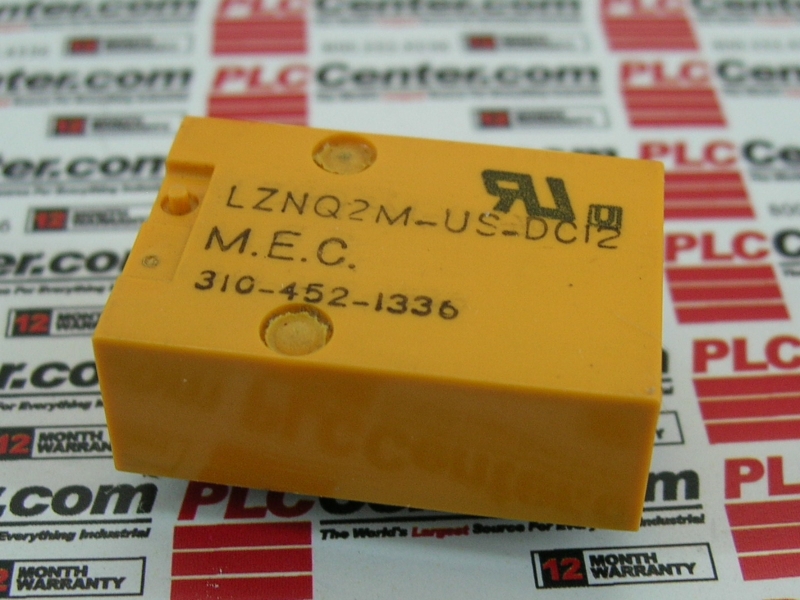 LZNQ2M-US-DC12
M.E.C.
310-452-1336
PLCCenter.com
The World's Largest Source For Everything Industrial
12 MONTH WARRANTY